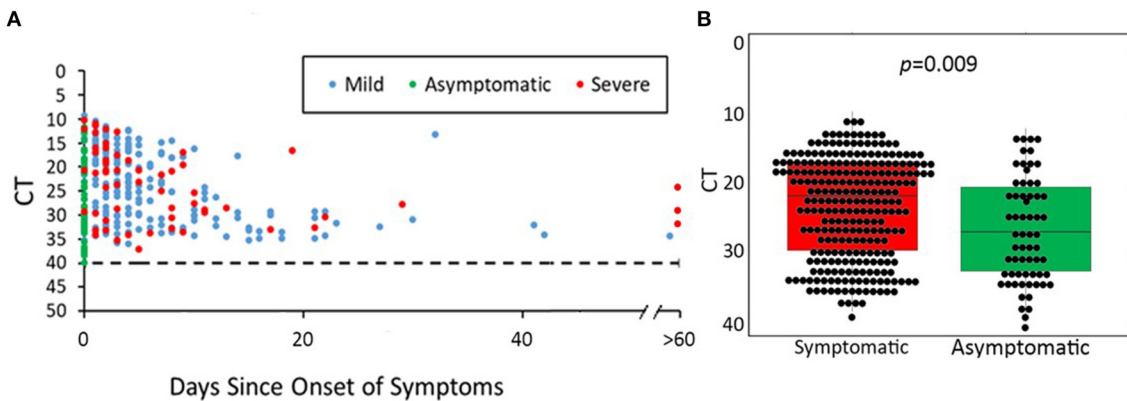 A
0
5
10
15
20
25
30
35
40
45
50
CT
Mild
Asymptomatic
Severe
0
20
40
>60
Days Since Onset of Symptoms
B
p=0.009
0
10
20
30
40
CT
Symptomatic
Asymptomatic